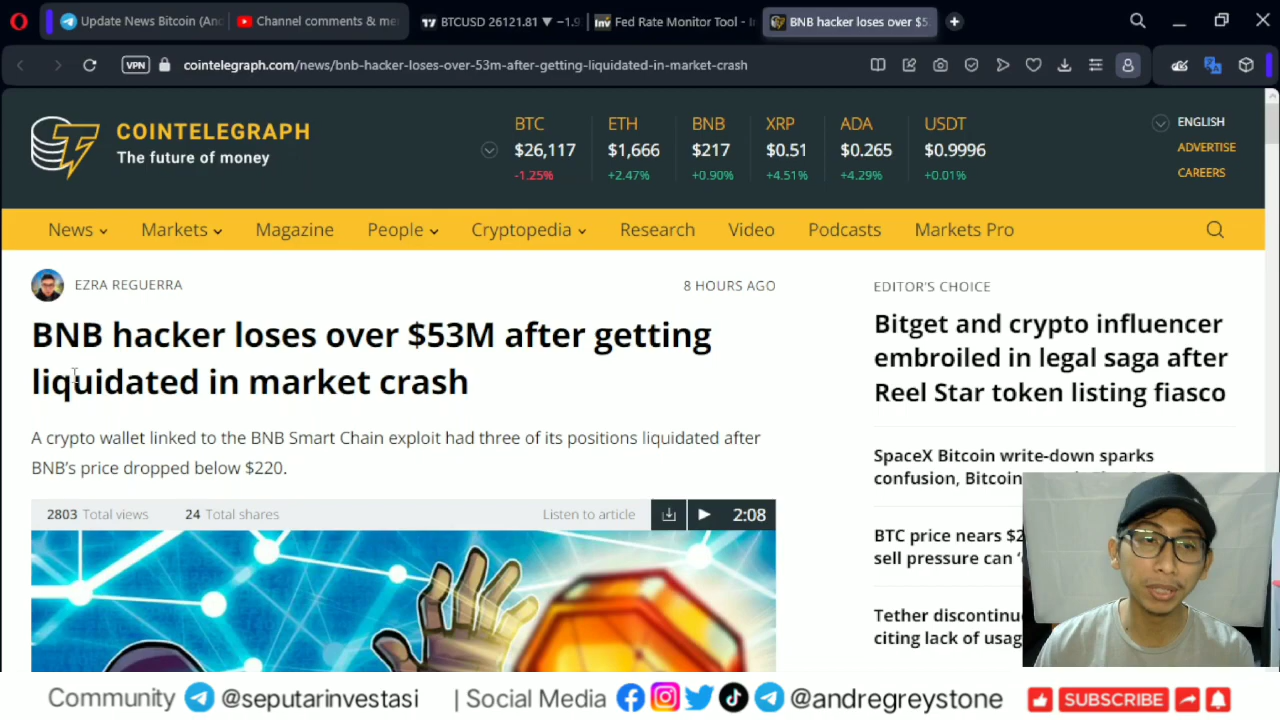 Update News Bitcoin (An
Channel comments & me
BTCUSD 26121.81 ▼ −1.9
Inv
Fed Rate Monitor Tool - In
BNB hacker loses over $5
VPN
cointelegraph.com/news/bnb-hacker-loses-over-53m-after-getting-liquidated-in-market-crash
COINTELEGRAPH
The future of money
BTC ETH BNB XRP ADA USDT
$26,117 $1,666 $217 $0.51 $0.265 $0.9996
-1.25% +2.47% +0.90% +4.51% +4.29% +0.01%
ENGLISH
ADVERTISE
CAREERS
News Markets Magazine People Cryptopedia Research Video Podcasts Markets Pro
EZRA REGUERRA
8 HOURS AGO
BNB hacker loses over $53M after getting
liquidated in market crash
A crypto wallet linked to the BNB Smart Chain exploit had three of its positions liquidated after
BNB’s price dropped below $220.
2803 Total views 24 Total shares Listen to article 2:08
EDITOR’S CHOICE
Bitget and crypto influencer
embroiled in legal saga after
Reel Star token listing fiasco
SpaceX Bitcoin write-down sparks
confusion, Bitcoin
BTC price nears $2
sell pressure can ‘
Tether discontinue
citing lack of usag
Community @seputarinvestasi | Social Media @andregreystone SUBSCRIBE